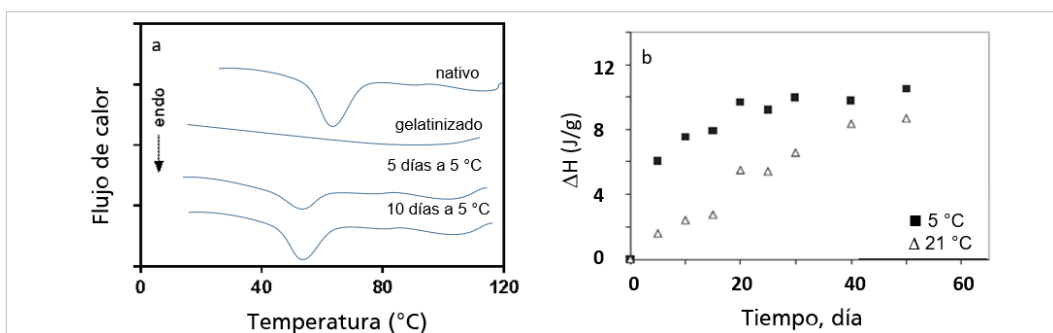 a
nativo
gelatinizado
5 días a 5 °C
10 días a 5 °C
endo
Flujo de calor
0
40
80
120
Temperatura (°C)
b
12
8
4
0
ΔH (J/g)
■ 5 °C
△ 21 °C
0
20
40
60
Tiempo, día